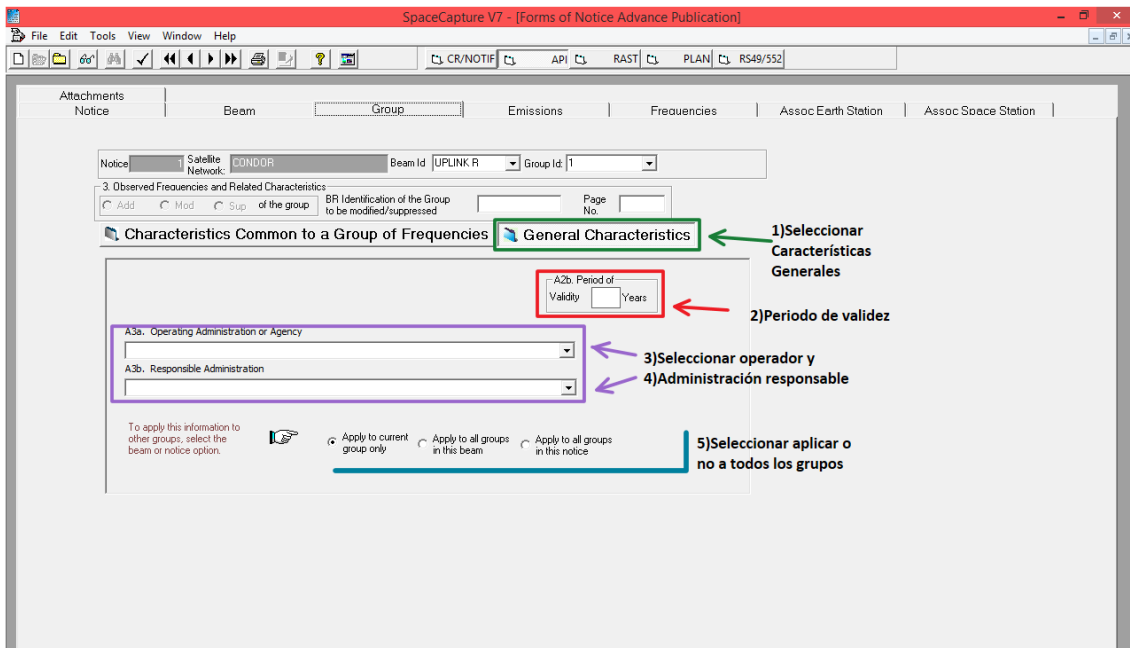 SpaceCapture V7 - [Forms of Notice Advance Publication]
File Edit Tools View Window Help
CR/NOTIF API RAST PLAN RS49/552
Attachments
Notice Beam Group Emissions Frequencies Assoc Earth Station Assoc Space Station
Notice 1 Satellite Network: CONDOR Beam Id UPLINK R Group Id: 1
3. Observed Frequencies and Related Characteristics
Add Mod Sup of the group BR Identification of the Group
to be modified/suppressed
Page
No.
Characteristics Common to a Group of Frequencies General Characteristics
1)Seleccionar
Características
Generales
A2b. Period of
Validity Years
2)Periodo de validez
A3a. Operating Administration or Agency
3)Seleccionar operador y
A3b. Responsible Administration
4)Administración responsable
To apply this information to
other groups, select the
beam or notice option.
Apply to current
group only
Apply to all groups
in this beam
Apply to all groups
in this notice
5)Seleccionar aplicar o
no a todos los grupos